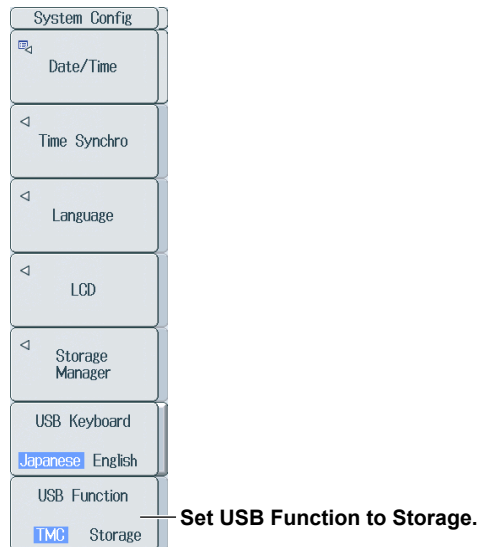 System Config
Date/Time
Time Synchro
Language
LCD
Storage
Manager
USB Keyboard
Japanese English
USB Function
Set USB Function to Storage.
TMC Storage